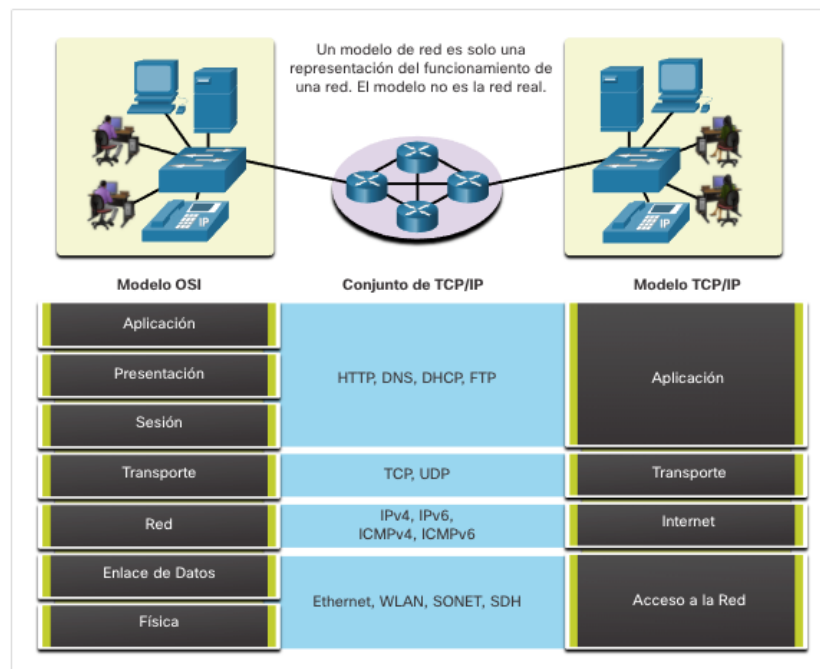 Un modelo de red es solo una
representación del funcionamiento de
una red. El modelo no es la red real.
IP
IP
Modelo OSI
Conjunto de TCP/IP
Modelo TCP/IP
Aplicación
Presentación
Sesión
Transporte
Red
Enlace de Datos
Física
HTTP, DNS, DHCP, FTP
TCP, UDP
IPv4, IPv6,
ICMPv4, ICMPv6
Ethernet, WLAN, SONET, SDH
Aplicación
Transporte
Internet
Acceso a la Red